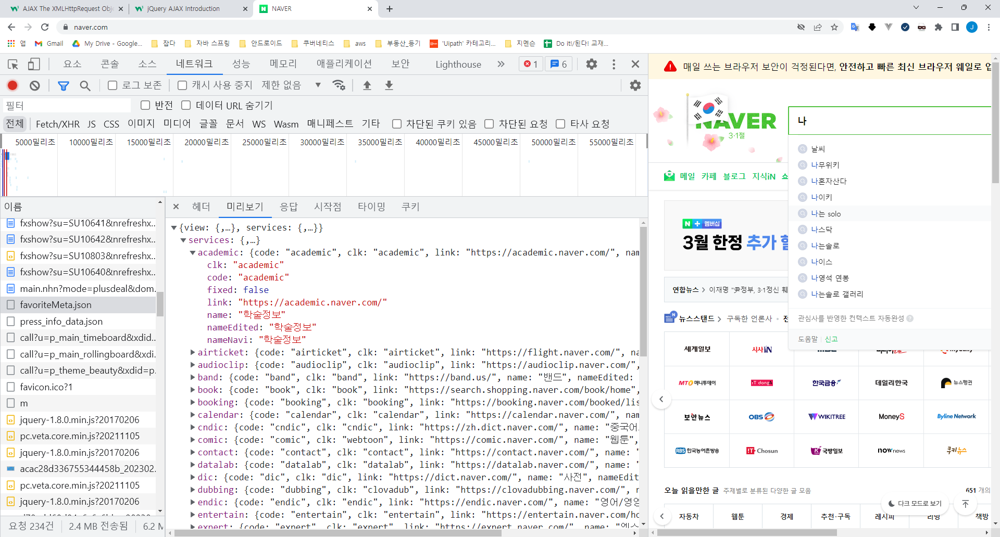 AJAX The XMLHttpRequest Obje
jQuery AJAX Introduction
NAVER
naver.com
J
앱
Gmail
My Drive - Google...
잡다
자바 스프링
안드로이드
쿠버네티스
aws
부동산_등기
'Uipath' 카테고리...
지멘슨
Do it!/된다! 교재...
요소
콘솔
소스
네트워크
성능
메모리
애플리케이션
보안
Lighthouse
1
6
로그 보존
캐시 사용 중지
제한 없음
필터
반전
데이터 URL 숨기기
전체
Fetch/XHR
JS
CSS
이미지
미디어
글꼴
문서
WS
Wasm
매니페스트
기타
차단된 쿠키 있음
차단된 요청
타사 요청
5000밀리초
10000밀리초
15000밀리초
20000밀리초
25000밀리초
30000밀리초
35000밀리초
40000밀리초
45000밀리초
50000밀리초
55000밀리초
이름
fxshow?su=SU10641&nrefreshx...
fxshow?su=SU10642&nrefreshx...
fxshow?su=SU10803&nrefreshx...
fxshow?su=SU10640&nrefreshx...
main.nhn?mode=plusdeal&dom...
favoriteMeta.json
press_info_data.json
call?u=p_main_timeboard&xdid...
call?u=p_main_rollingboard&xdi...
call?u=p_theme_beauty&xdid=p...
favicon.ico?1
m
jquery-1.8.0.min.js?20170206
pc.veta.core.min.js?20211105
jquery-1.8.0.min.js?20170206
acac28d336755344458b_202302...
pc.veta.core.min.js?20211105
jquery-1.8.0.min.js?20170206
요청 234건
2.4 MB 전송됨
6.2 M
헤더
미리보기
응답
시작점
타이밍
쿠키
{view: {,…}, services: {,…}}
services: {,…}
academic: {code: "academic", clk: "academic", link: "https://academic.naver.com/", nam
clk: "academic"
code: "academic"
fixed: false
link: "https://academic.naver.com/"
name: "학술정보"
nameEdited: "학술정보"
nameNavi: "학술정보"
airticket: {code: "airticket", clk: "airticket", link: "https://flight.naver.com/", na
audioclip: {code: "audioclip", clk: "audioclip", link: "https://audioclip.naver.com/",
band: {code: "band", clk: "band", link: "https://band.us/", name: "밴드", nameEdited:
book: {code: "book", clk: "book", link: "https://search.shopping.naver.com/book/home",
booking: {code: "booking", clk: "booking", link: "https://booking.naver.com/booked/lis
calendar: {code: "calendar", clk: "calendar", link: "https://calendar.naver.com/", nam
cndic: {code: "cndic", clk: "cndic", link: "https://zh.dict.naver.com/", name: "중국어
comic: {code: "comic", clk: "webtoon", link: "https://comic.naver.com/", name: "웹툰",
contact: {code: "contact", clk: "contact", link: "https://contact.naver.com/", name: "
datalab: {code: "datalab", clk: "datalab", link: "https://datalab.naver.com/", name: "
dic: {code: "dic", clk: "dic", link: "https://dict.naver.com/", name: "사전", nameEdit
dubbing: {code: "dubbing", clk: "clovadub", link: "https://clovadubbing.naver.com/",
endic: {code: "endic", clk: "endic", link: "https://endic.naver.com/", name: "영어/영영
entertain: {code: "entertain", clk: "entertain", link: "https://entertain.naver.com/ho
expert: {code: "expert", clk: "expert", link: "https://expert.naver.com/", name: "엑스
매일 쓰는 브라우저 보안이 걱정된다면, 안전하고 빠른 최신 브라우저 웨일로 업
NAVER
3·1절
나
날씨
나무위키
나혼자산다
나이키
나는 solo
나스닥
나는솔로
나이스
나영석 연봉
나는솔로 갤러리
관심사를 반영한 컨텍스트 자동완성
도움말
신고
메일
카페
블로그
지식iN
쇼
N + 멤버십
3월 한정 추가 할
연합뉴스 > 이재명 "尹정부, 3·1정신 훼
뉴스스탠드 > 구독한 언론사 · 전
세계일보
시사IN
MBC
mydaily
MTO 머니투데이
iT dongA
한국금융
데일리한국
뉴스펭귄
보안뉴스
OBS
WIKITREE
MoneyS
Byline Network
RBS 한국농어촌방송
IT Chosun
K 국방일보
nownews
쿠키뉴스
오늘 읽을만한 글 주제별로 분류된 다양한 글 모음
651 개의
다크 모드로 보기
자동차
웹툰
경제
추천·구독
레시피
리빙
책방